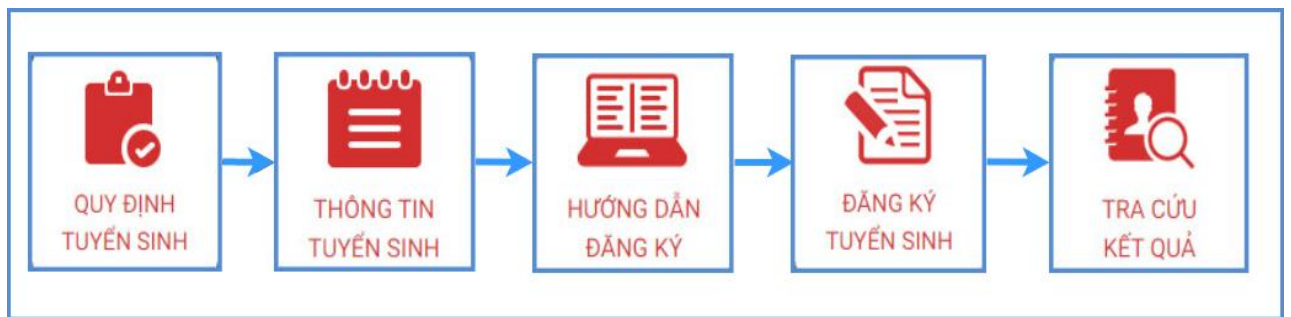 QUY ĐỊNH
TUYỂN SINH
THÔNG TIN
TUYỂN SINH
HƯỚNG DẪN
ĐĂNG KÝ
ĐĂNG KÝ
TUYỂN SINH
TRA CỨU
KẾT QUẢ